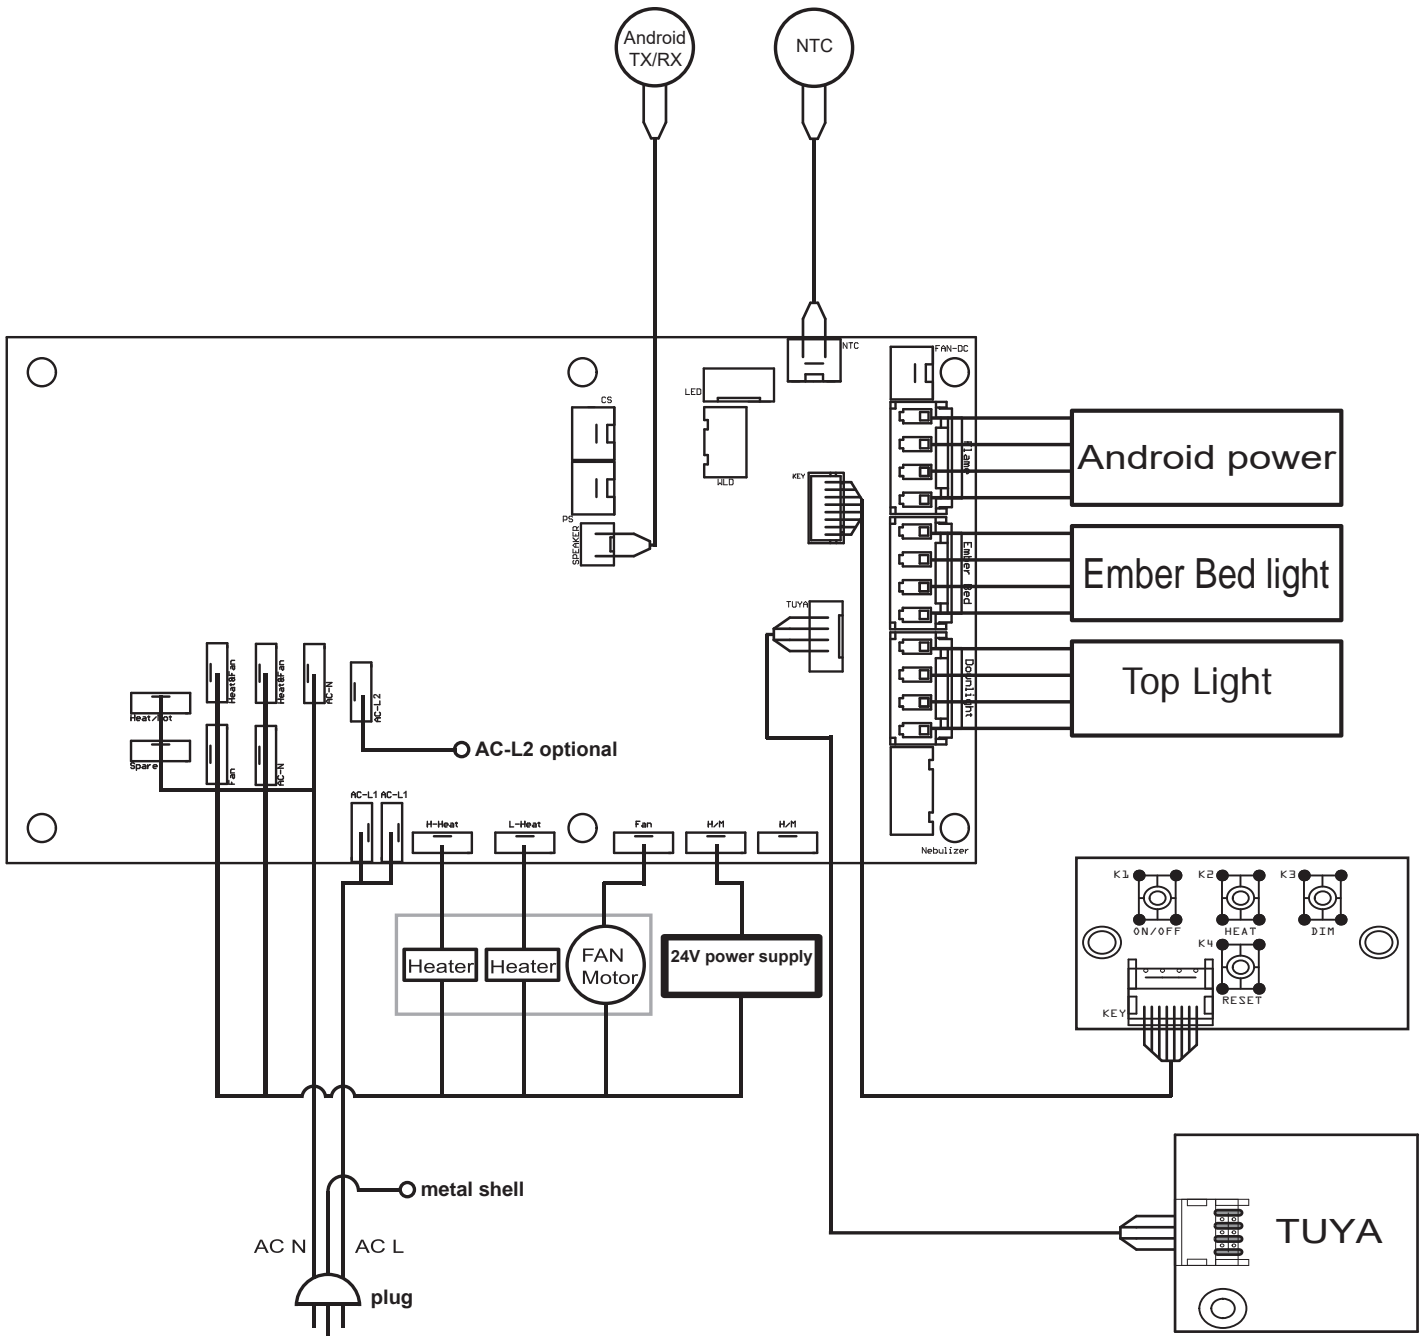 Android
TX/RX
NTC
NTC
FAN-DC
LED
CS
WLD
KEY
PS
SPEAKER
TUYA
Flame
Ember Bed
Downlight
Android power
Ember Bed light
Top Light
Heat&Fan
Heat&Fan
AC-N
AC-L2
Heat/Hot
Spare
Fan
AC-N
AC-L2 optional
AC-L1 AC-L1
H-Heat
L-Heat
Fan
H/M
H/M
Nebulizer
Heater
Heater
FAN
Motor
24V power supply
K1
K2
K3
ON/OFF
HEAT
DIM
K4
RESET
KEY
metal shell
AC N
AC L
plug
TUYA